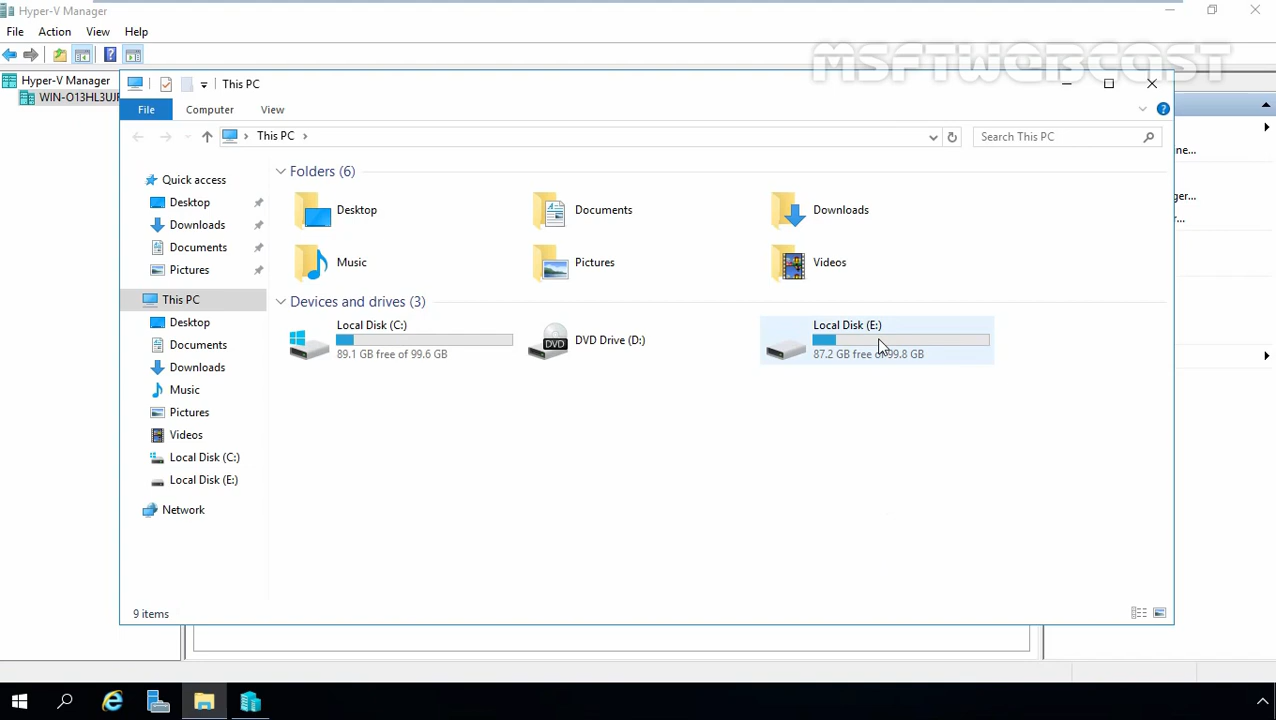 Hyper-V Manager
File Action View Help
MSFTWEBCAST
Hyper-V Manager
WIN-O13HL3UJF
This PC
File Computer View
This PC
Search This PC
Quick access
Desktop
Downloads
Documents
Pictures
This PC
Desktop
Documents
Downloads
Music
Pictures
Videos
Local Disk (C:)
Local Disk (E:)
Network
Folders (6)
Desktop Documents Downloads
Music Pictures Videos
Devices and drives (3)
Local Disk (C:)
89.1 GB free of 99.6 GB
DVD Drive (D:)
Local Disk (E:)
87.2 GB free of 99.8 GB
ne...
ger...
...
9 items